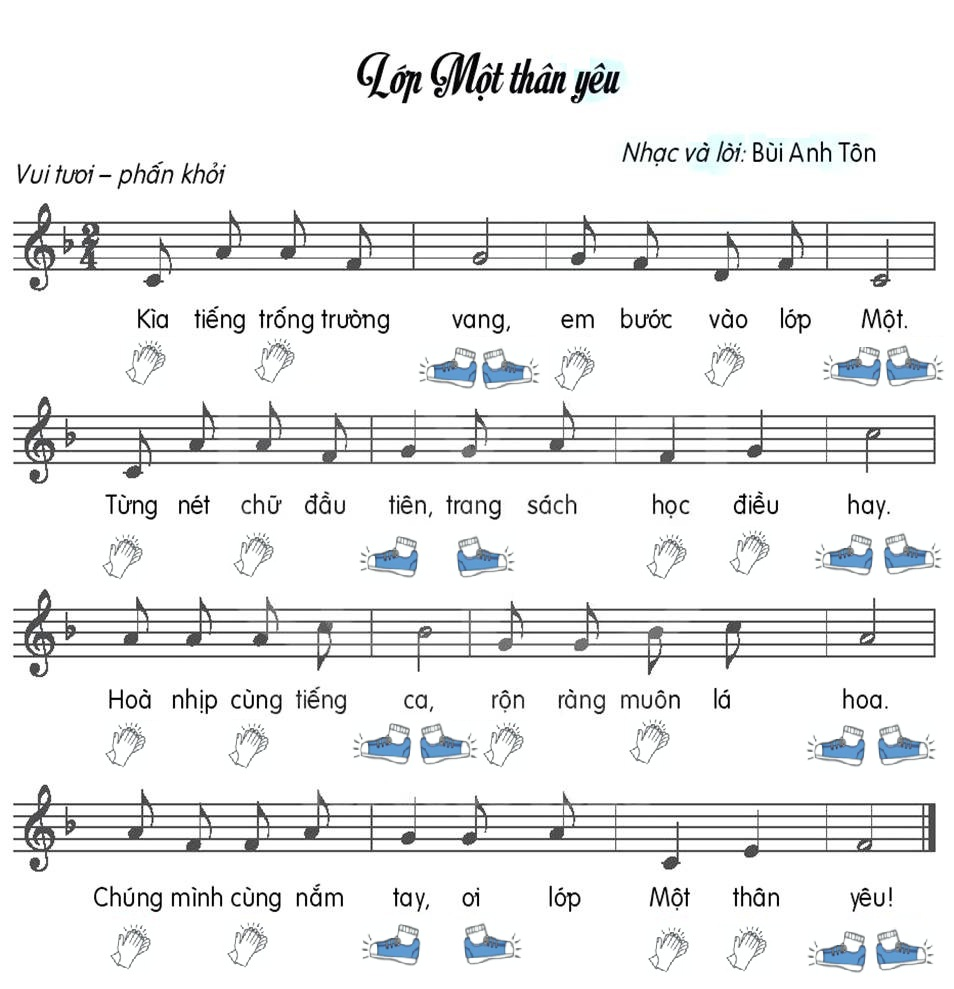 Lớp Một thân yêu
Nhạc và lời: Bùi Anh Tôn
Vui tươi – phấn khởi
2
4
Kìa tiếng trống trường vang, em bước vào lớp Một.
Từng nét chữ đầu tiên, trang sách học điều hay.
Hoà nhịp cùng tiếng ca, rộn ràng muôn lá hoa.
Chúng mình cùng nắm tay, ơi lớp Một thân yêu!